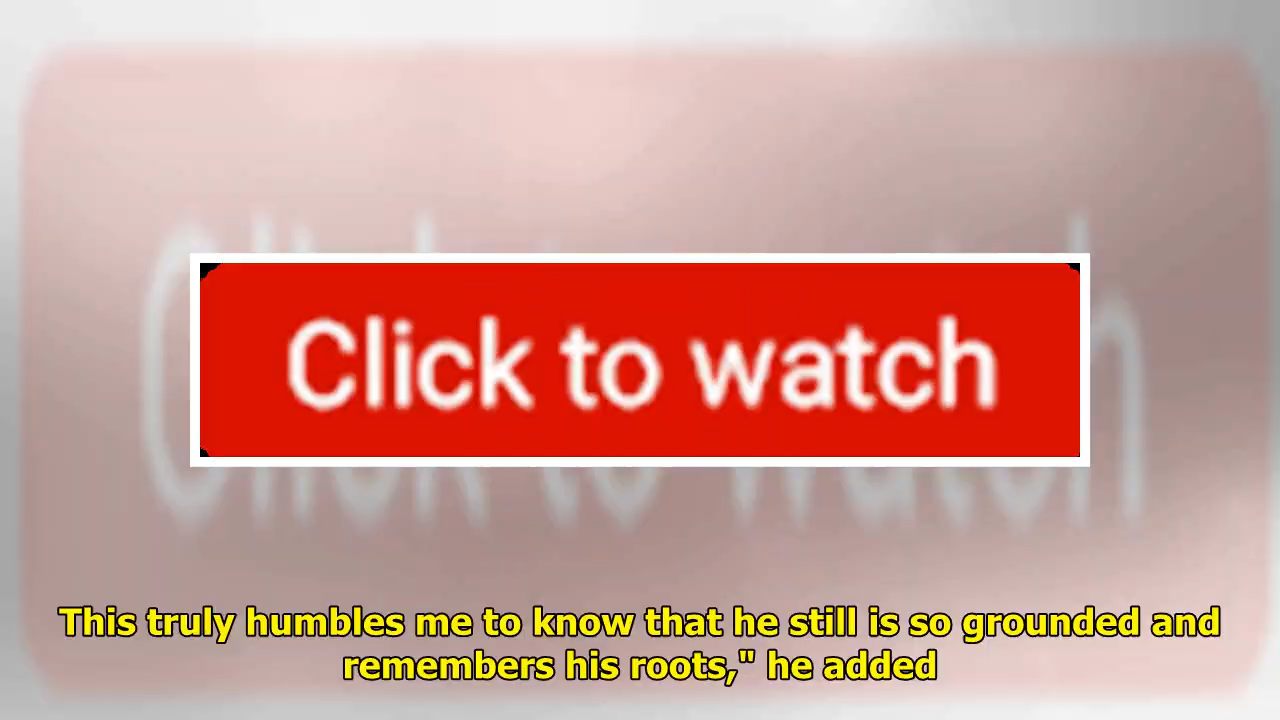 Click to watch
This truly humbles me to know that he still is so grounded and
remembers his roots," he added